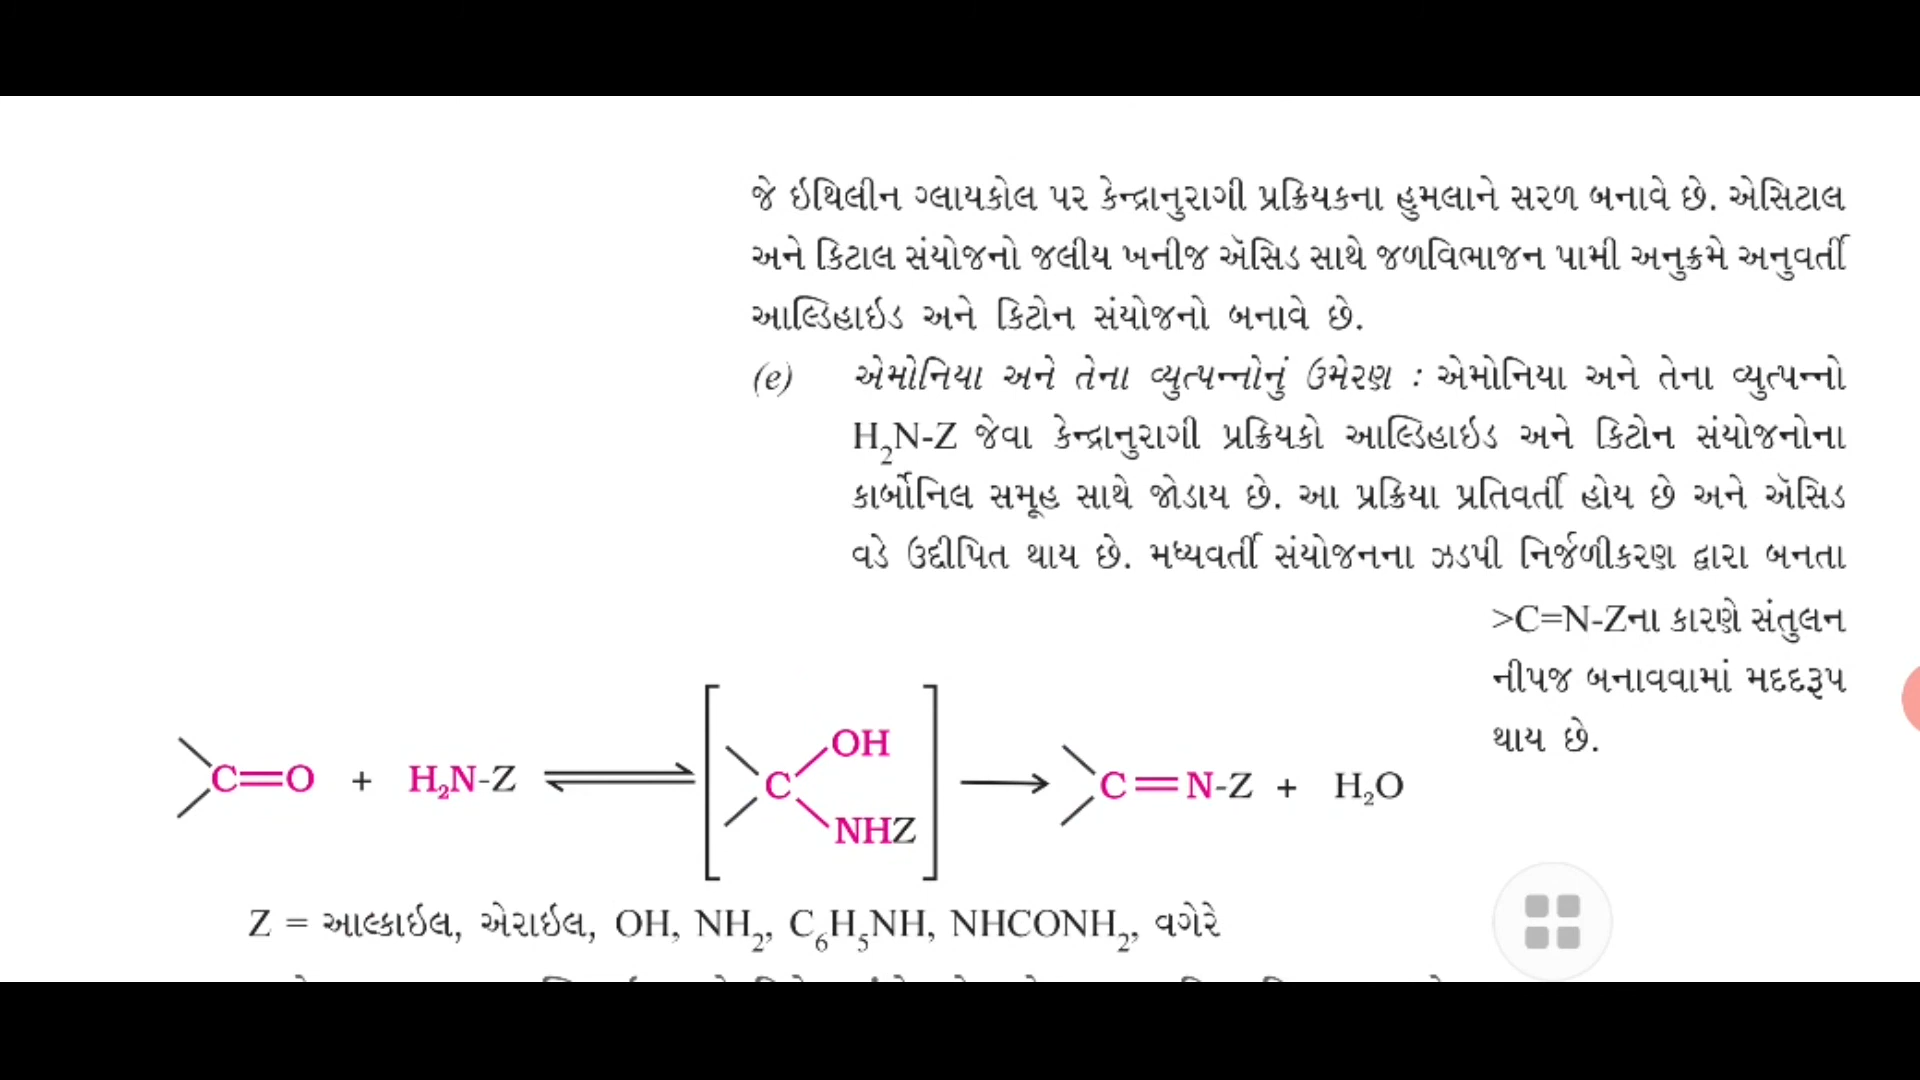 જે ઇથિલીન ગ્લાયકોલ પર કેન્દ્રાનુરાગી પ્રક્રિયકના હુમલાને સરળ બનાવે છે. એસિટાલ
અને કિટાલ સંયોજનો જલીય ખનીજ ઍસિડ સાથે જળવિભાજન પામી અનુક્રમે અનુવર્તી
આલ્ડિહાઇડ અને કિટોન સંયોજનો બનાવે છે.
(e) એમોનિયા અને તેના વ્યુત્પન્નોનું ઉમેરણ : એમોનિયા અને તેના વ્યુત્પન્નો
H₂N-Z જેવા કેન્દ્રાનુરાગી પ્રક્રિયકો આલ્ડિહાઇડ અને કિટોન સંયોજનોના
કાર્બોનિલ સમૂહ સાથે જોડાય છે. આ પ્રક્રિયા પ્રતિવર્તી હોય છે અને ઍસિડ
વડે ઉદ્દીપિત થાય છે. મધ્યવર્તી સંયોજનના ઝડપી નિર્જળીકરણ દ્વારા બનતા
>C=N-Zના કારણે સંતુલન
નીપજ બનાવવામાં મદદરૂપ
થાય છે.
OH
C=O + H₂N-Z ⇌ [ C ] → C=N-Z + H₂O
NHZ
Z = આલ્કાઇલ, એરાઇલ, OH, NH₂, C₆H₅NH, NHCONH₂, વગેરે